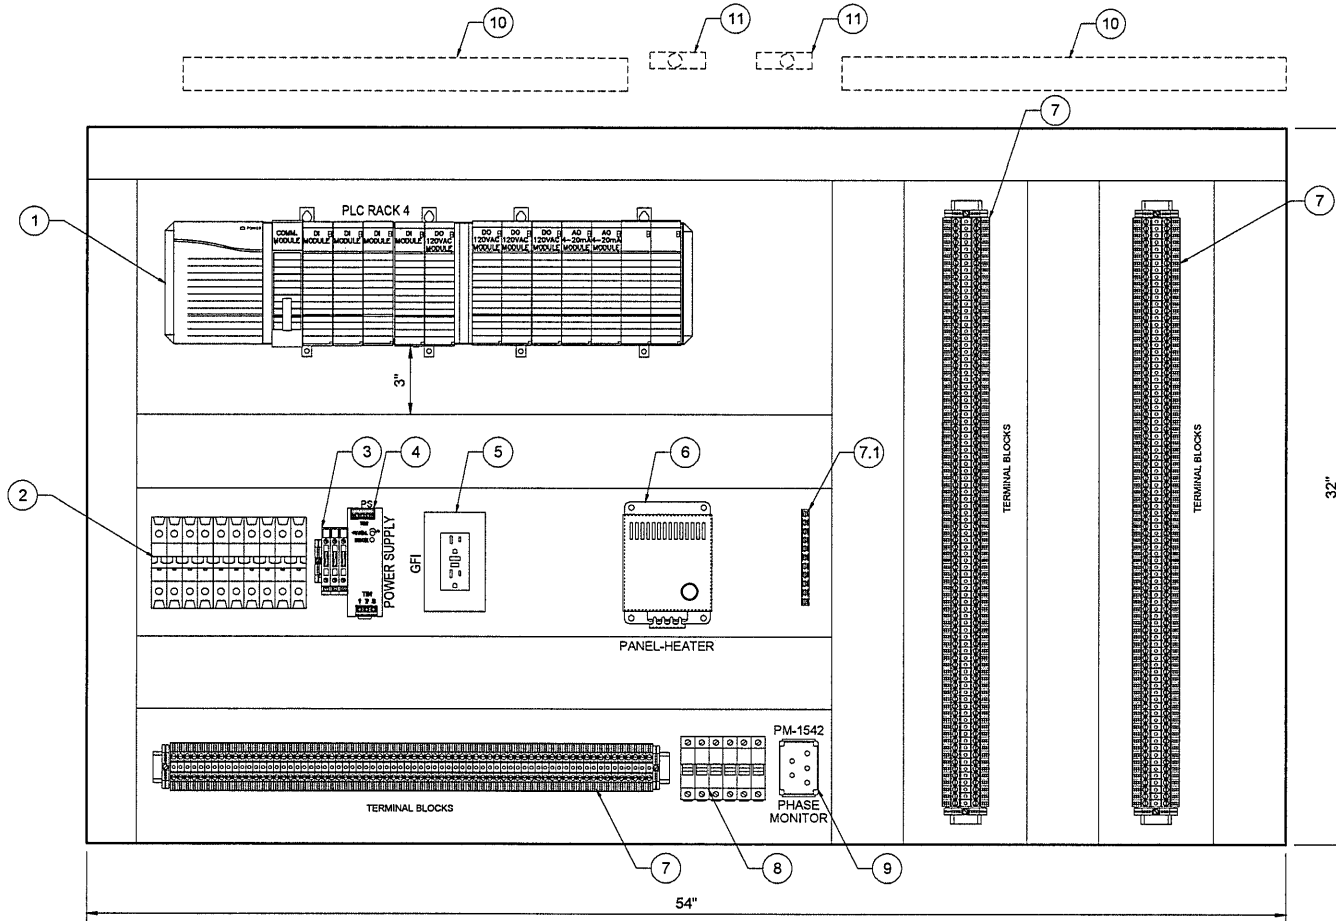 10
11
11
10
7
7
1
PLC RACK 4
POWER
COMM. MODULE
DI MODULE
DI MODULE
DI MODULE
DI MODULE
DO 120VAC MODULE
DO 120VAC MODULE
DO 120VAC MODULE
DO 120VAC MODULE
AO 4-20mA MODULE
AO 4-20mA MODULE
3"
TERMINAL BLOCKS
TERMINAL BLOCKS
32"
2
3
4
5
6
7.1
PS
POWER SUPPLY
GFI
PANEL-HEATER
PM-1542
PHASE
MONITOR
TERMINAL BLOCKS
7
8
9
54"